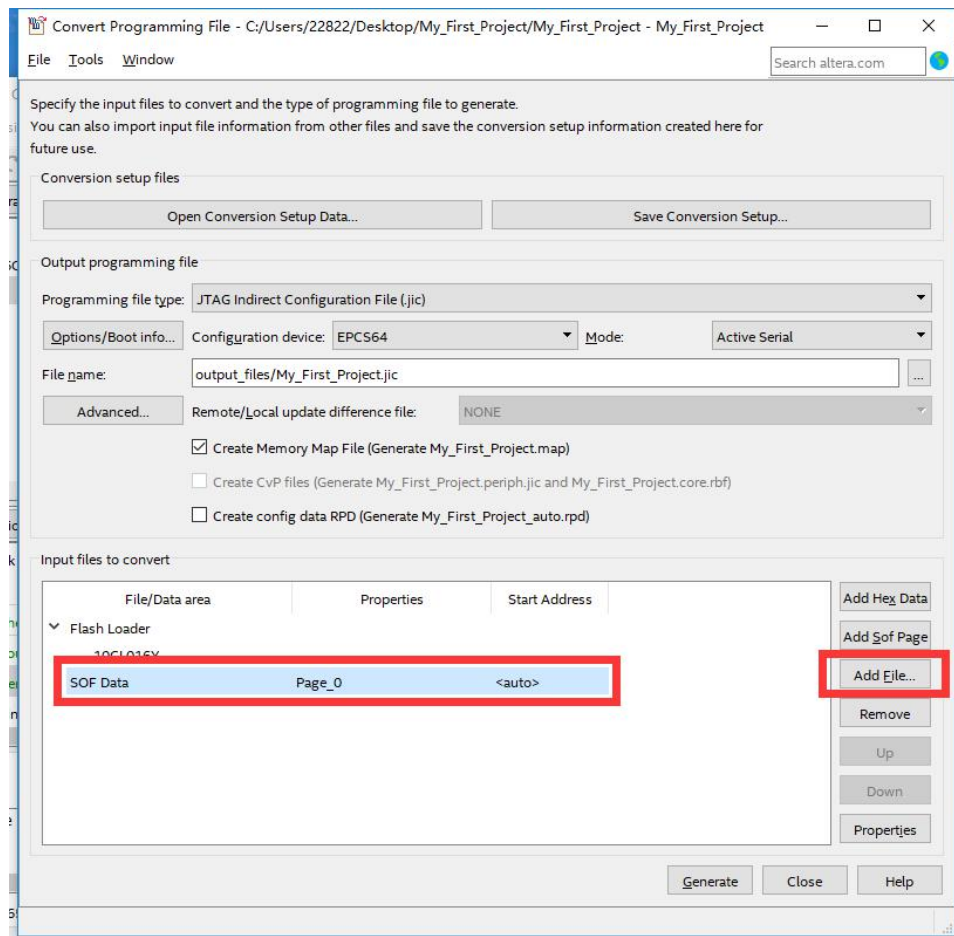 Convert Programming File - C:/Users/22822/Desktop/My_First_Project/My_First_Project - My_First_Project
File Tools Window
Search altera.com
Specify the input files to convert and the type of programming file to generate.
You can also import input file information from other files and save the conversion setup information created here for
future use.
Conversion setup files
Open Conversion Setup Data...
Save Conversion Setup...
Output programming file
Programming file type: JTAG Indirect Configuration File (.jic)
Options/Boot info... Configuration device: EPCS64 Mode: Active Serial
File name: output_files/My_First_Project.jic ...
Advanced... Remote/Local update difference file: NONE
Create Memory Map File (Generate My_First_Project.map)
Create CvP files (Generate My_First_Project.periph.jic and My_First_Project.core.rbf)
Create config data RPD (Generate My_First_Project_auto.rpd)
Input files to convert
File/Data area Properties Start Address
Add Hex Data
Flash Loader
Add Sof Page
10CL016Y
SOF Data Page_0 <auto>
Add File...
Remove
Up
Down
Properties
Generate Close Help